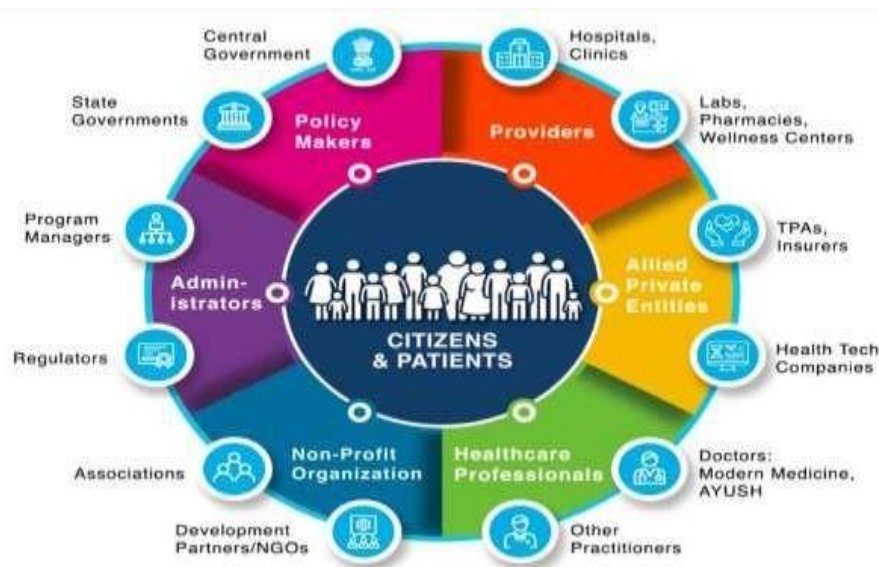 Central
Government
Hospitals,
Clinics
State
Governments
Policy
Makers
Providers
Labs,
Pharmacies,
Wellness Centers
Program
Managers
Admin-
istrators
CITIZENS
& PATIENTS
Allied
Private
Entities
TPAs,
Insurers
Regulators
Health Tech
Companies
Associations
Non-Profit
Organization
Healthcare
Professionals
Doctors:
Modern Medicine,
AYUSH
Development
Partners/NGOs
Other
Practitioners